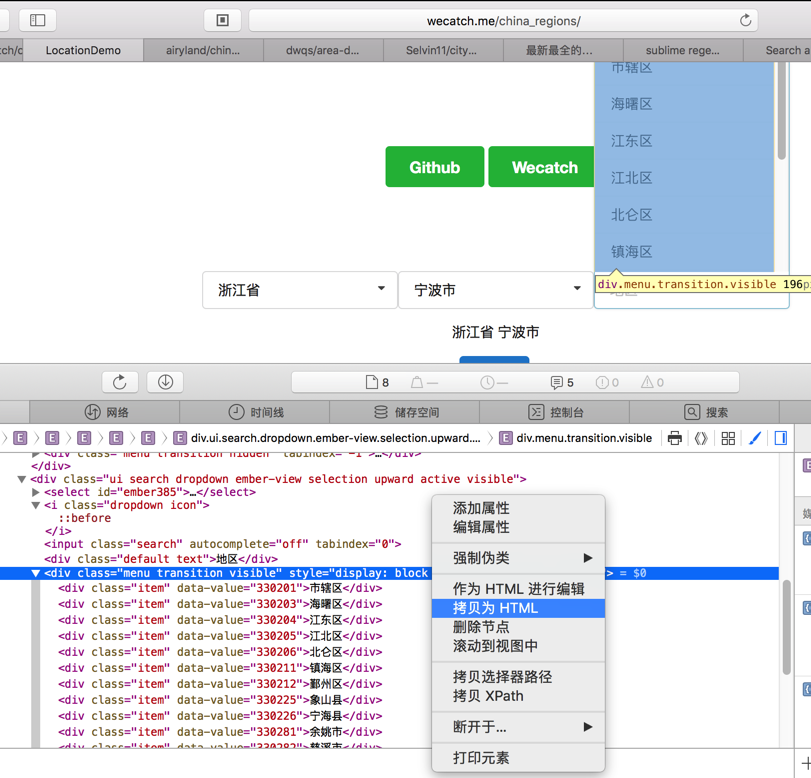 wecatch.me/china_regions/
tch/c
LocationDemo
airyland/chin...
dwqs/area-d...
Selvin11/city...
最新最全的...
sublime rege...
Search a
市辖区
海曙区
江东区
江北区
北仑区
镇海区
Github
Wecatch
div.menu.transition.visible 196p
浙江省
宁波市
地区
浙江省 宁波市
8
—
—
5
0
0
网络
时间线
储存空间
控制台
搜索
E
E
E
E
E
E div.ui.search.dropdown.ember-view.selection.upward....
E div.menu.transition.visible
<div class="menu transition hidden" tabindex="-1">…</div>
</div>
<div class="ui search dropdown ember-view selection upward active visible">
<select id="ember385">…</select>
<i class="dropdown icon">
::before
</i>
<input class="search" autocomplete="off" tabindex="0">
<div class="default text">地区</div>
<div class="menu transition visible" style="display: block
> = $0
<div class="item" data-value="330201">市辖区</div>
<div class="item" data-value="330203">海曙区</div>
<div class="item" data-value="330204">江东区</div>
<div class="item" data-value="330205">江北区</div>
<div class="item" data-value="330206">北仑区</div>
<div class="item" data-value="330211">镇海区</div>
<div class="item" data-value="330212">鄞州区</div>
<div class="item" data-value="330225">象山县</div>
<div class="item" data-value="330226">宁海县</div>
<div class="item" data-value="330281">余姚市</div>
<div class="item" data-value="330282">慈溪市</div>
添加属性
编辑属性
强制伪类
作为 HTML 进行编辑
拷贝为 HTML
删除节点
滚动到视图中
拷贝选择器路径
拷贝 XPath
断开于...
打印元素